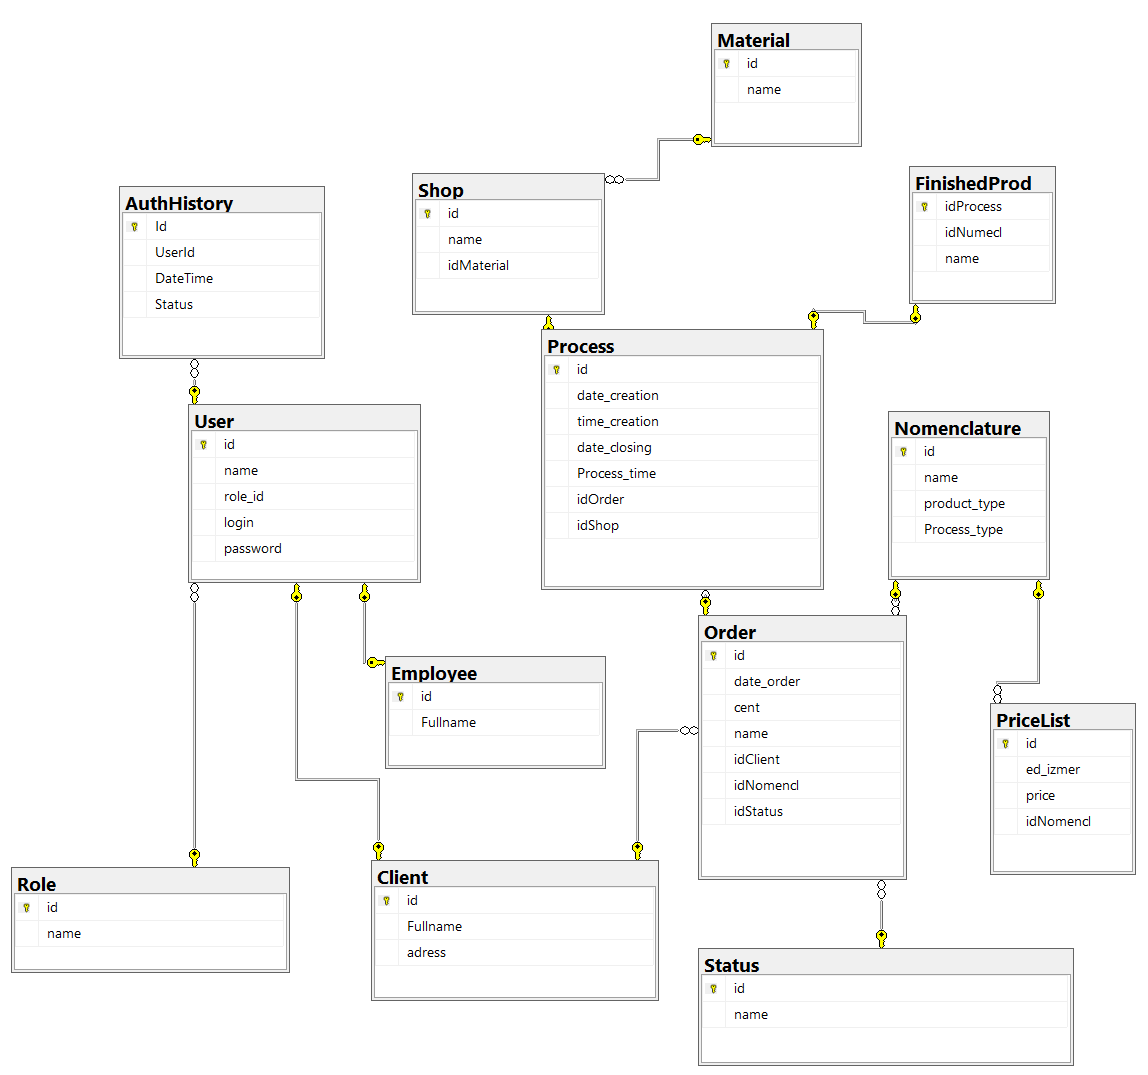 Material
id
name
Shop
id
name
idMaterial
FinishedProd
idProcess
idNumecl
name
AuthHistory
Id
UserId
DateTime
Status
Process
id
date_creation
time_creation
date_closing
Process_time
idOrder
idShop
User
id
name
role_id
login
password
Nomenclature
id
name
product_type
Process_type
Order
id
date_order
cent
name
idClient
idNomencl
idStatus
Employee
id
Fullname
PriceList
id
ed_izmer
price
idNomencl
Role
id
name
Client
id
Fullname
adress
Status
id
name